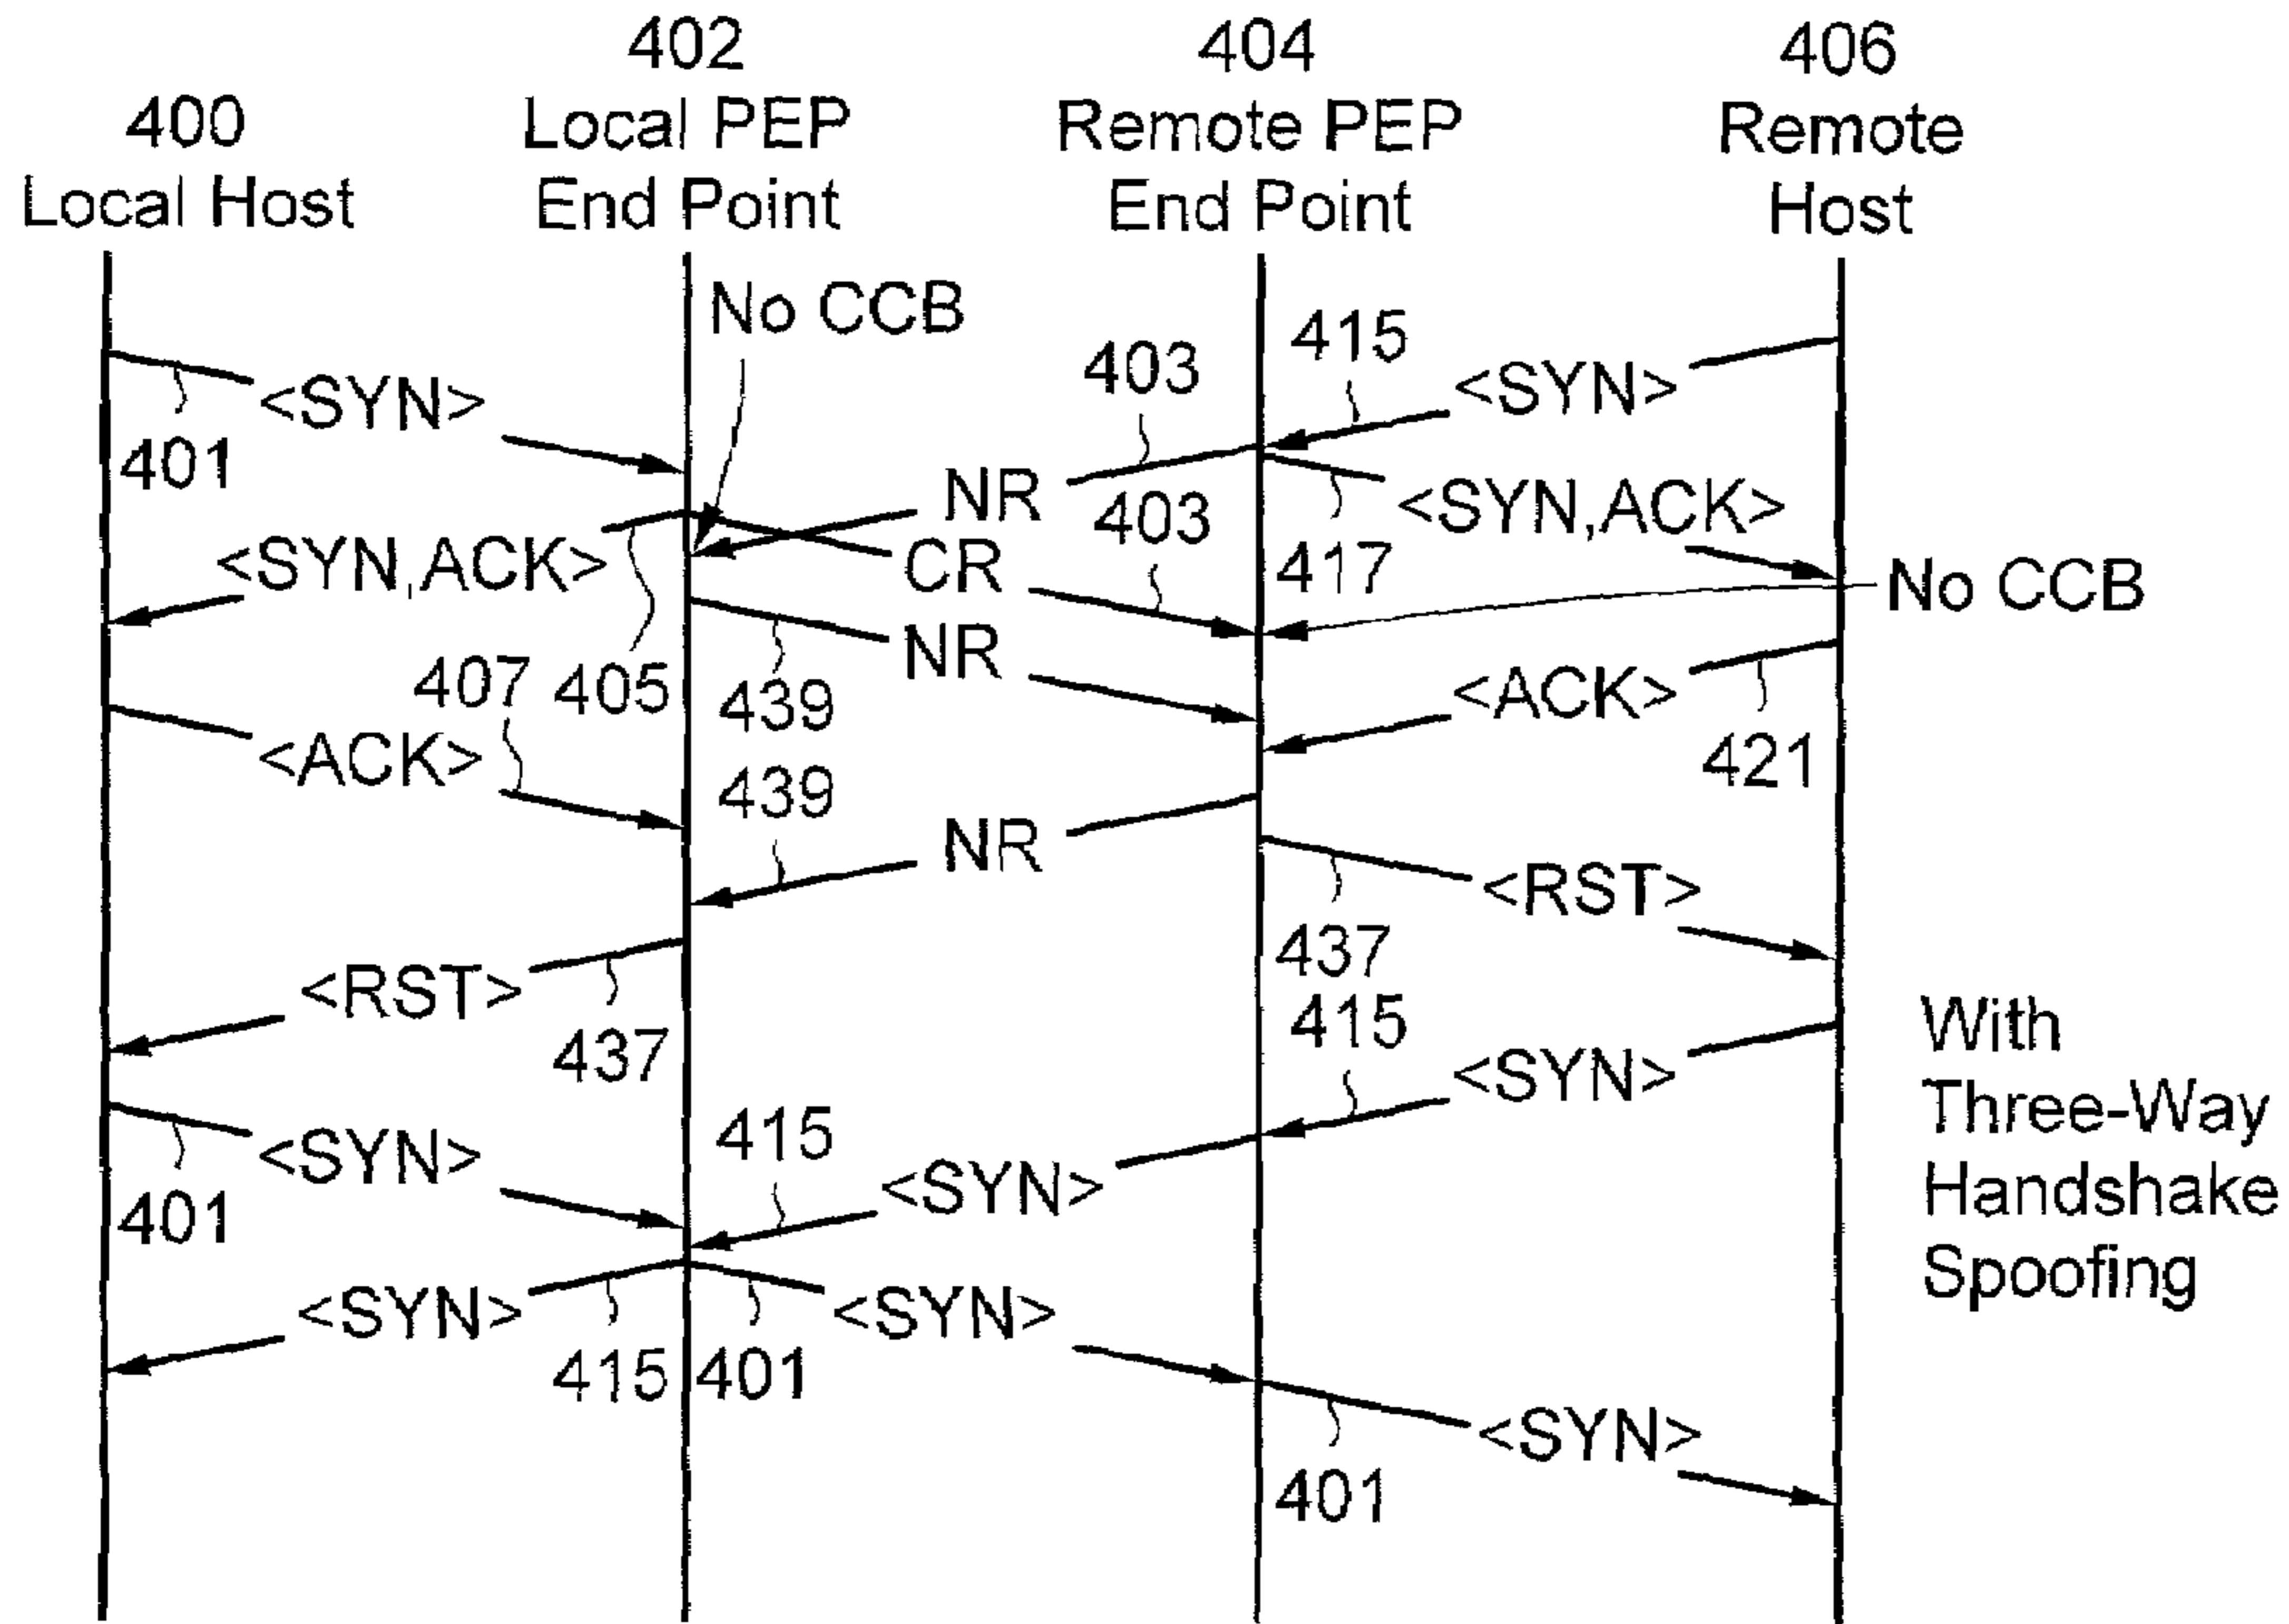 400
Local Host
402
Local PEP
End Point
404
Remote PEP
End Point
406
Remote
Host
No CCB
415
403
<SYN>
<SYN>
401
NR
403
<SYN,ACK>
<SYN,ACK>
CR
417
No CCB
NR
407
405
439
<ACK>
<ACK>
439
421
NR
<RST>
437
<RST>
437
415
With
Three-Way
Handshake
Spoofing
<SYN>
<SYN>
415
<SYN>
401
<SYN>
<SYN>
415
401
<SYN>
401